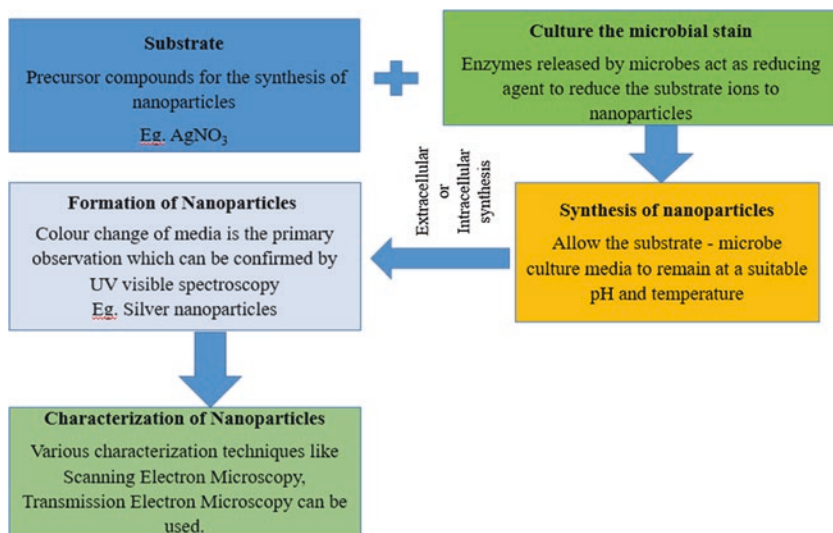 Substrate
Precursor compounds for the synthesis of
nanoparticles
Eg. AgNO₃
Culture the microbial stain
Enzymes released by microbes act as reducing
agent to reduce the substrate ions to
nanoparticles
Synthesis of nanoparticles
Allow the substrate - microbe
culture media to remain at a suitable
pH and temperature
Extracellular
or
Intracellular
synthesis
Formation of Nanoparticles
Colour change of media is the primary
observation which can be confirmed by
UV visible spectroscopy
Eg. Silver nanoparticles
Characterization of Nanoparticles
Various characterization techniques like
Scanning Electron Microscopy,
Transmission Electron Microscopy can be
used.